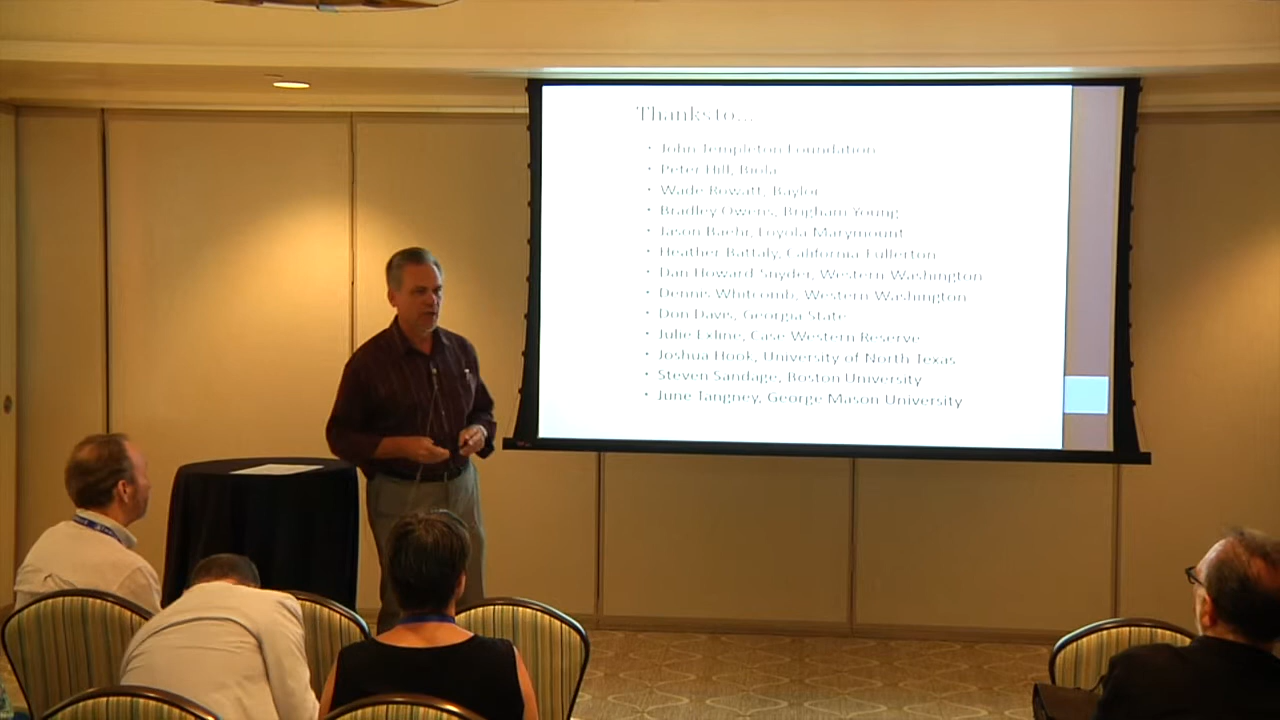 Thanks to...
• John Templeton Foundation
• Peter Hill, Biola
• Wade Rowatt, Baylor
• Bradley Owens, Brigham Young
• Jason Baehr, Loyola Marymount
• Heather Battaly, California-Fullerton
• Dan Howard-Snyder, Western Washington
• Dennis Whitcomb, Western Washington
• Don Davis, Georgia State
• Julie Exline, Case Western Reserve
• Joshua Hook, University of North Texas
• Steven Sandage, Boston University
• June Tangney, George Mason University